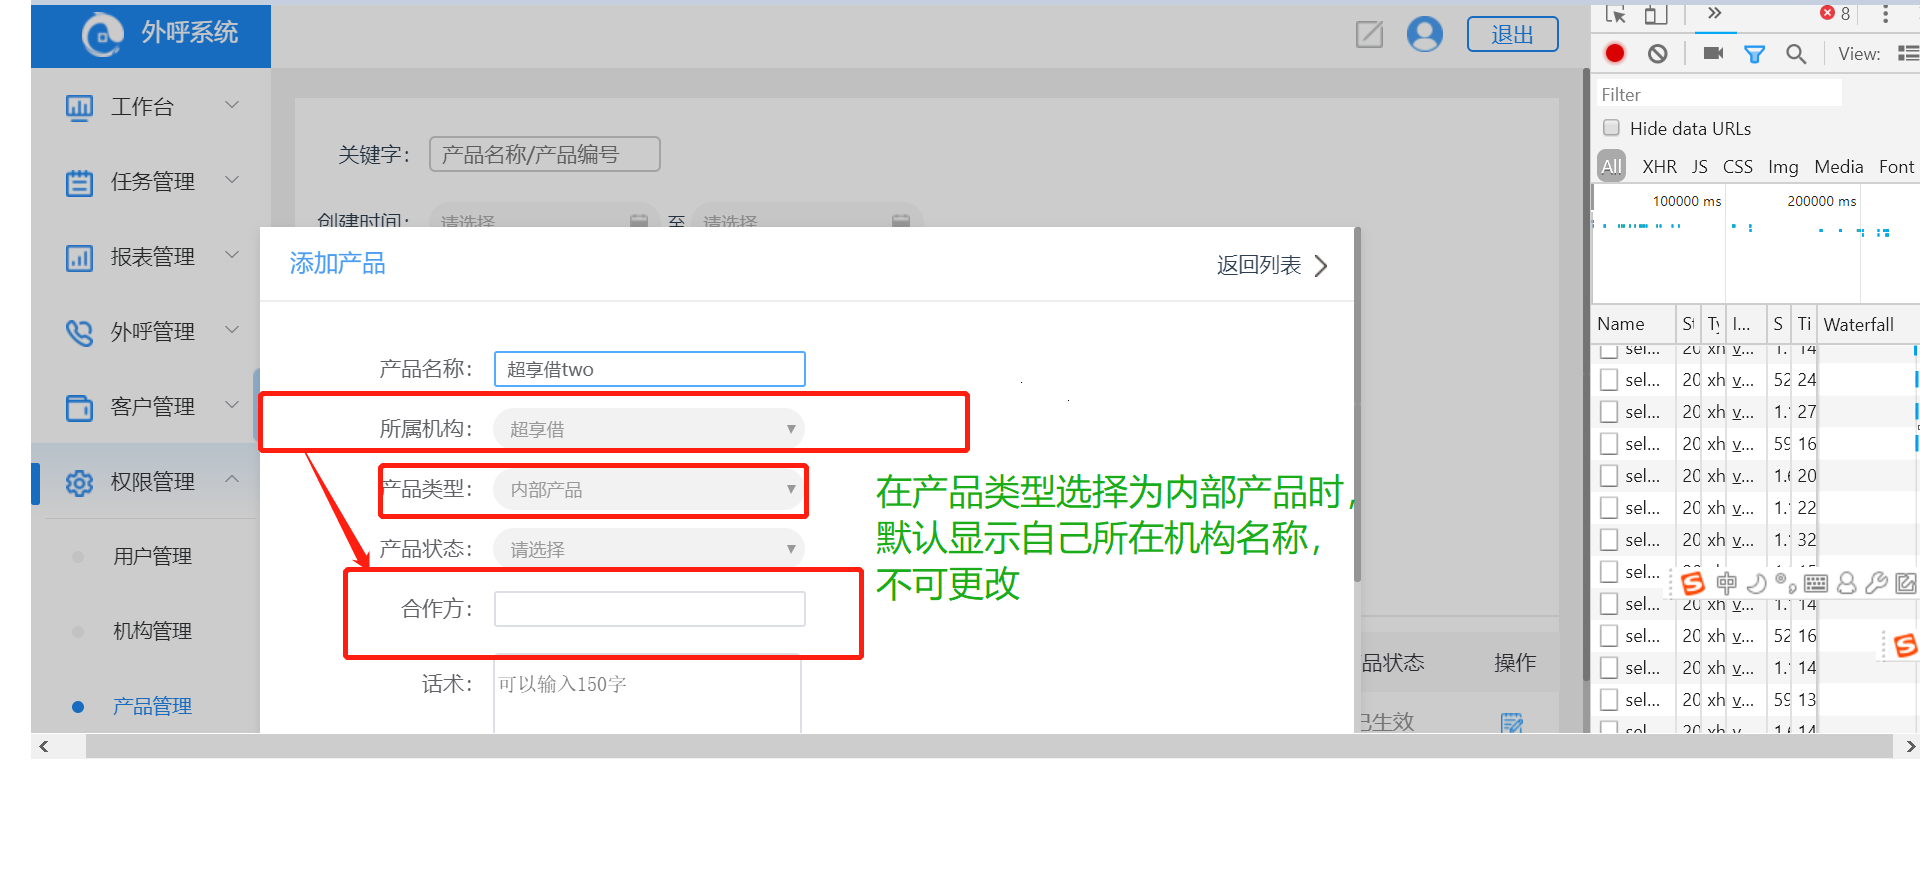 外呼系统
退出
8
View:
Filter
Hide data URLs
All XHR JS CSS Img Media Font
100000 ms 200000 ms
Name St Ty I... S Ti Waterfall
工作台
任务管理
报表管理
外呼管理
客户管理
权限管理
用户管理
机构管理
产品管理
关键字： 产品名称/产品编号
创建时间： 请选择 至 请选择
添加产品 返回列表
产品名称： 超享借two
所属机构： 超享借
产品类型： 内部产品
产品状态： 请选择
合作方：
话术： 可以输入150字
在产品类型选择为内部产品时，
默认显示自己所在机构名称，
不可更改
品状态 操作
已生效
sel... 20 xh v... 1. 14
sel... 20 xh v... 52 24
sel... 20 xh v... 1. 27
sel... 20 xh v... 59 16
sel... 20 xh v... 1.6 20
sel... 20 xh v... 1. 22
sel... 20 xh v... 1. 32
sel...
中
sel... 20 xh v... 1. 14
sel... 20 xh v... 52 16
sel... 20 xh v... 1. 14
sel... 20 xh v... 59 13
sel... 20 xh v... 1.6 14